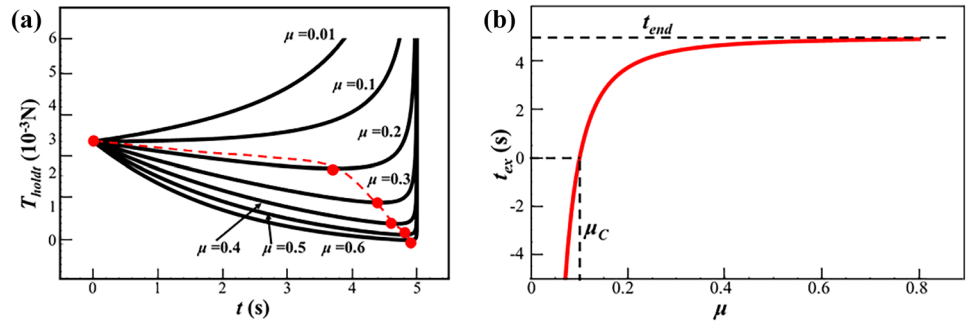 (a)
T_holdt (10⁻³N)
6
5
4
3
2
1
0
μ =0.01
μ =0.1
μ =0.2
μ =0.3
μ =0.4
μ =0.5
μ =0.6
0 1 2 3 4 5
t (s)
(b)
t_ex (s)
4
2
0
-2
-4
t_end
μ_C
0 0.2 0.4 0.6 0.8
μ